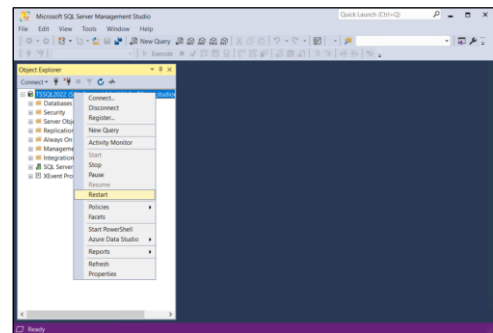 Microsoft SQL Server Management Studio
Quick Launch (Ctrl+Q)
File Edit View Tools Window Help
New Query
Execute
Object Explorer
Connect
TSSQL2022
Databases
Security
Server Obj
Replication
Always On
Manageme
Integration
SQL Server
XEvent Pro
Connect...
Disconnect
Register...
New Query
Activity Monitor
Start
Stop
Pause
Resume
Restart
Policies
Facets
Start PowerShell
Azure Data Studio
Reports
Refresh
Properties
Ready